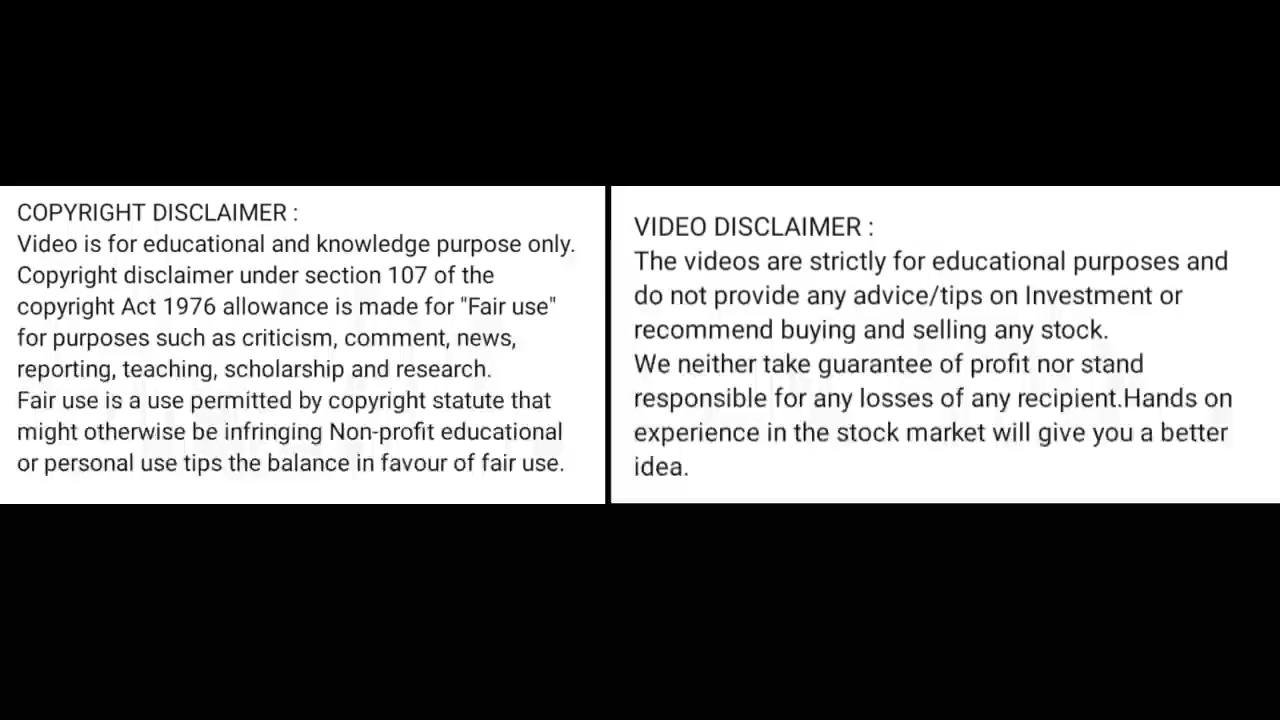 COPYRIGHT DISCLAIMER :
Video is for educational and knowledge purpose only.
Copyright disclaimer under section 107 of the
copyright Act 1976 allowance is made for "Fair use"
for purposes such as criticism, comment, news,
reporting, teaching, scholarship and research.
Fair use is a use permitted by copyright statute that
might otherwise be infringing Non-profit educational
or personal use tips the balance in favour of fair use.
VIDEO DISCLAIMER :
The videos are strictly for educational purposes and
do not provide any advice/tips on Investment or
recommend buying and selling any stock.
We neither take guarantee of profit nor stand
responsible for any losses of any recipient.Hands on
experience in the stock market will give you a better
idea.